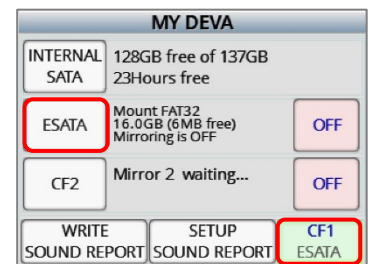 MY DEVA
INTERNAL
SATA
128GB free of 137GB
23Hours free
ESATA
Mount FAT32
16.0GB (6MB free)
Mirroring is OFF
OFF
CF2
Mirror 2 waiting...
OFF
WRITE
SOUND REPORT
SETUP
SOUND REPORT
CF1
ESATA